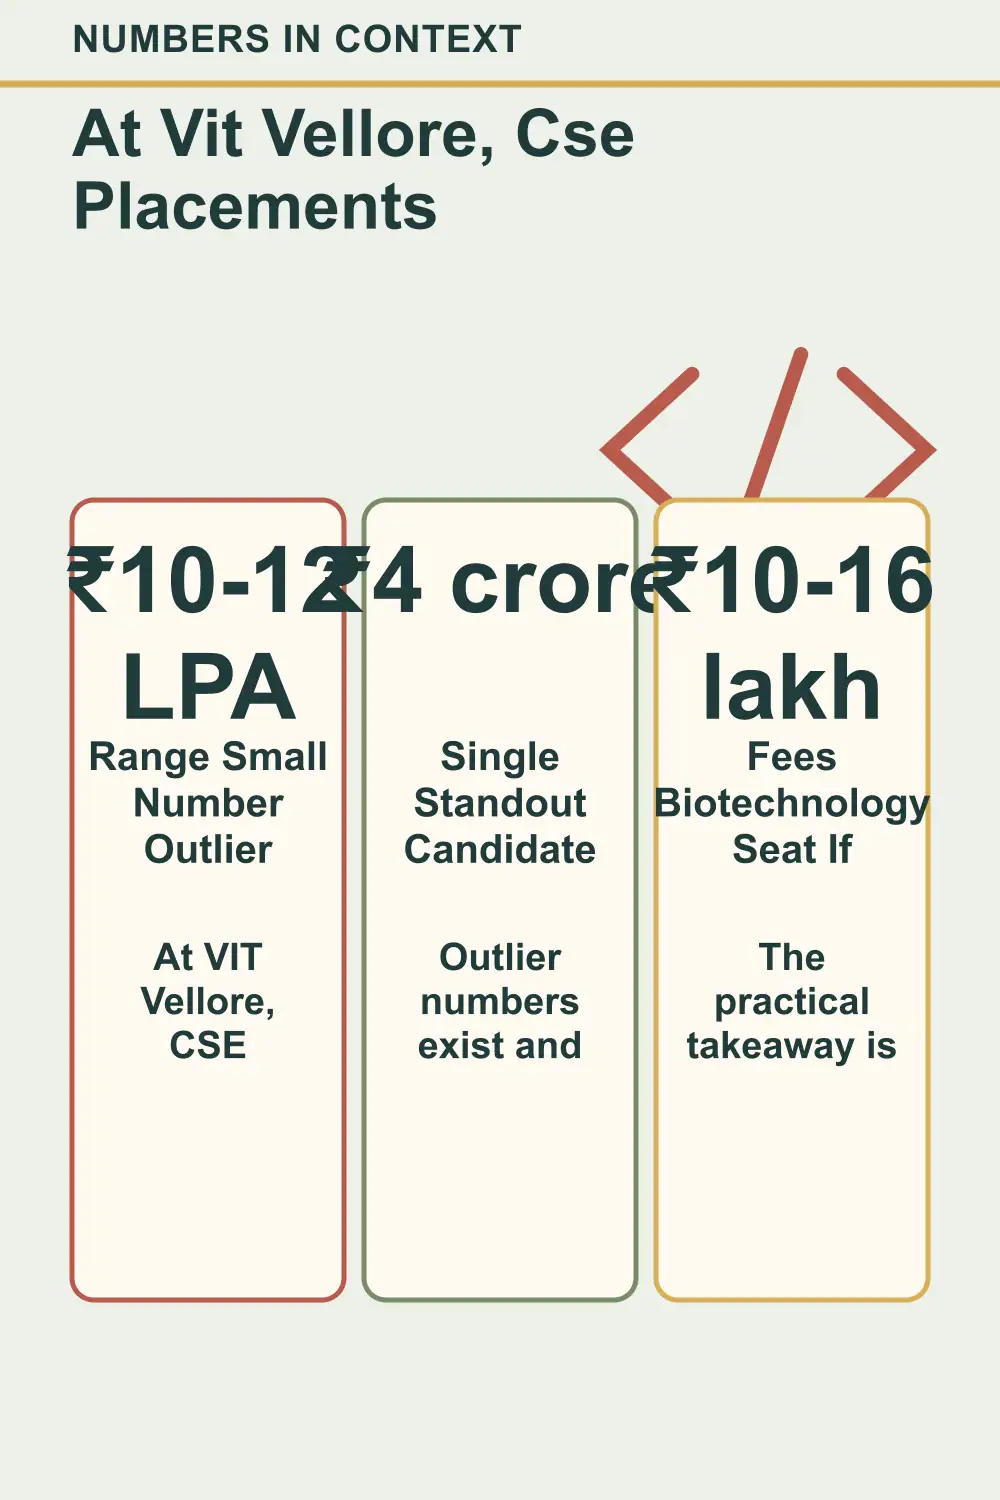 NUMBERS IN CONTEXT
At Vit Vellore, Cse
Placements
₹10-12
LPA
Range Small
Number
Outlier
At VIT
Vellore,
CSE
₹4 crore
Single
Standout
Candidate
Outlier
numbers
exist and
₹10-16
lakh
Fees
Biotechnology
Seat If
The
practical
takeaway is